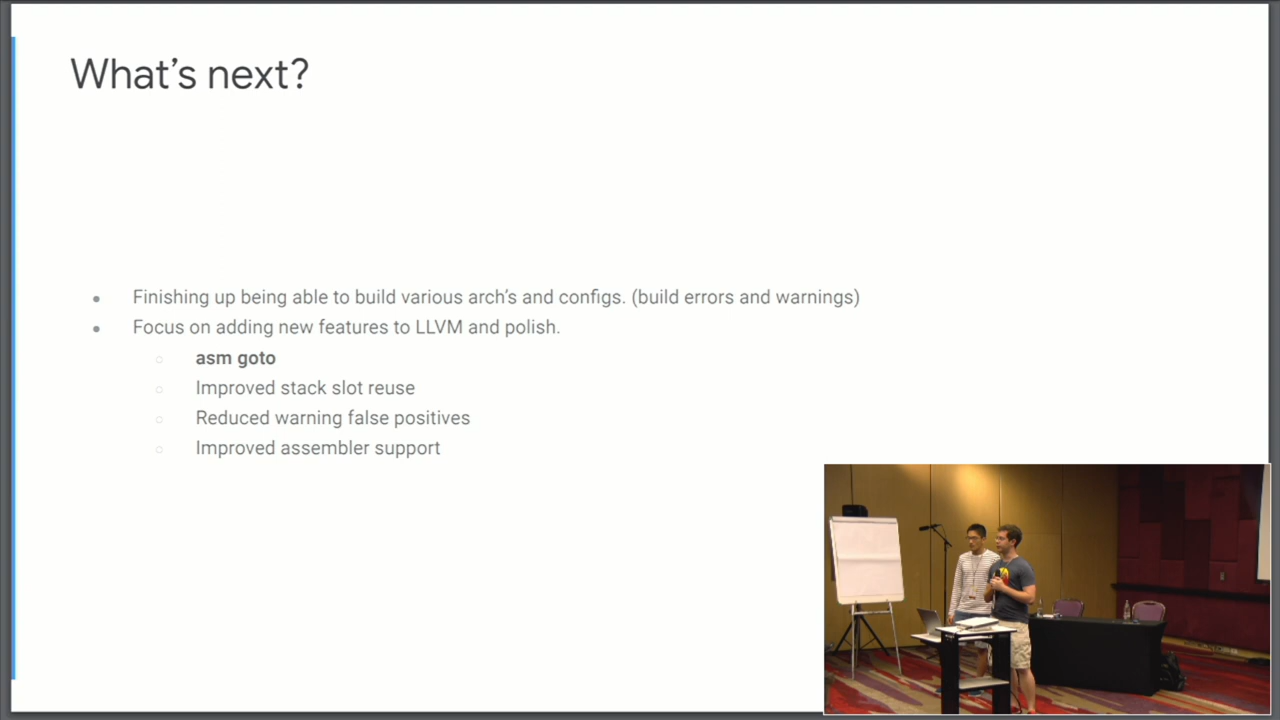 What's next?
Finishing up being able to build various arch's and configs. (build errors and warnings)
Focus on adding new features to LLVM and polish.
asm goto
Improved stack slot reuse
Reduced warning false positives
Improved assembler support